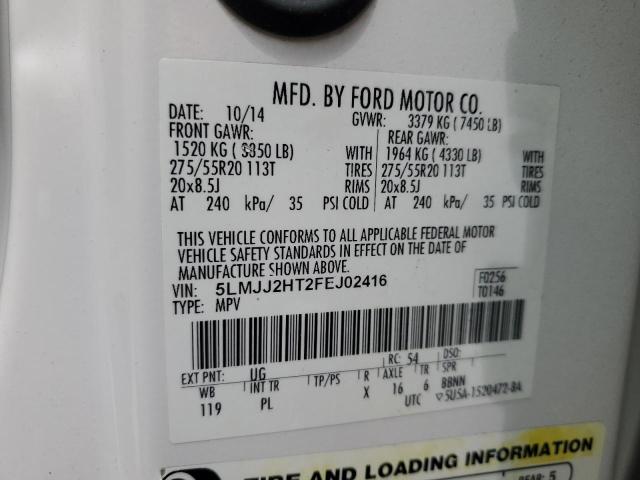 MFD. BY FORD MOTOR CO.
DATE: 10/14 GVWR: 3379 KG ( 7450 LB)
FRONT GAWR: REAR GAWR:
1520 KG ( 3350 LB) WITH 1964 KG ( 4330 LB) WITH
275/55R20 113T TIRES 275/55R20 113T TIRES
20x8.5J RIMS 20x8.5J RIMS
AT 240 kPa/ 35 PSI COLD AT 240 kPa/ 35 PSI COLD
THIS VEHICLE CONFORMS TO ALL APPLICABLE FEDERAL MOTOR
VEHICLE SAFETY STANDARDS IN EFFECT ON THE DATE OF
MANUFACTURE SHOWN ABOVE.
VIN: 5LMJJ2HT2FEJ02416 F0256
TYPE: MPV T0146
EXT PNT: UG RC: 54 DSO:
WB INT TR TP/PS R AXLE TR SPR
119 PL X 16 6 BBNN
UTC ▽5U5A-1520472-BA
TIRE AND LOADING INFORMATION
REAR: 5